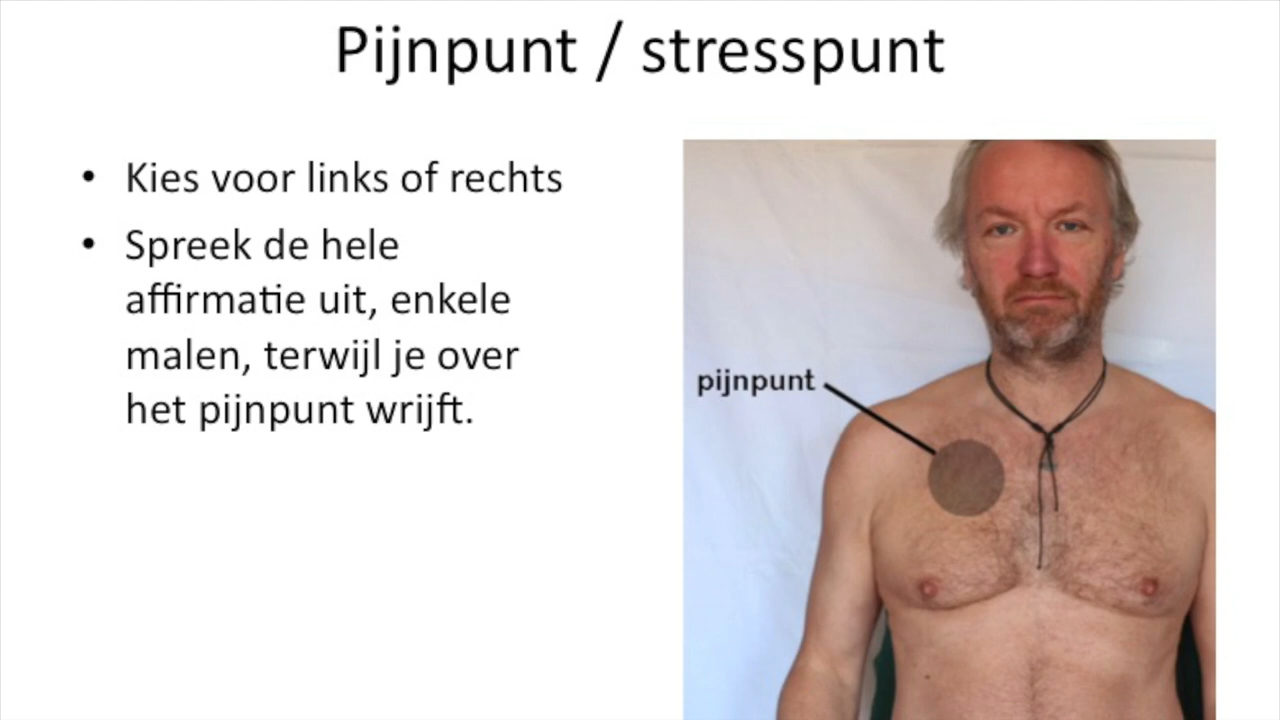 Pijnpunt / stresspunt
• Kies voor links of rechts
• Spreek de hele
affirmatie uit, enkele
malen, terwijl je over
het pijnpunt wrijft.
pijnpunt